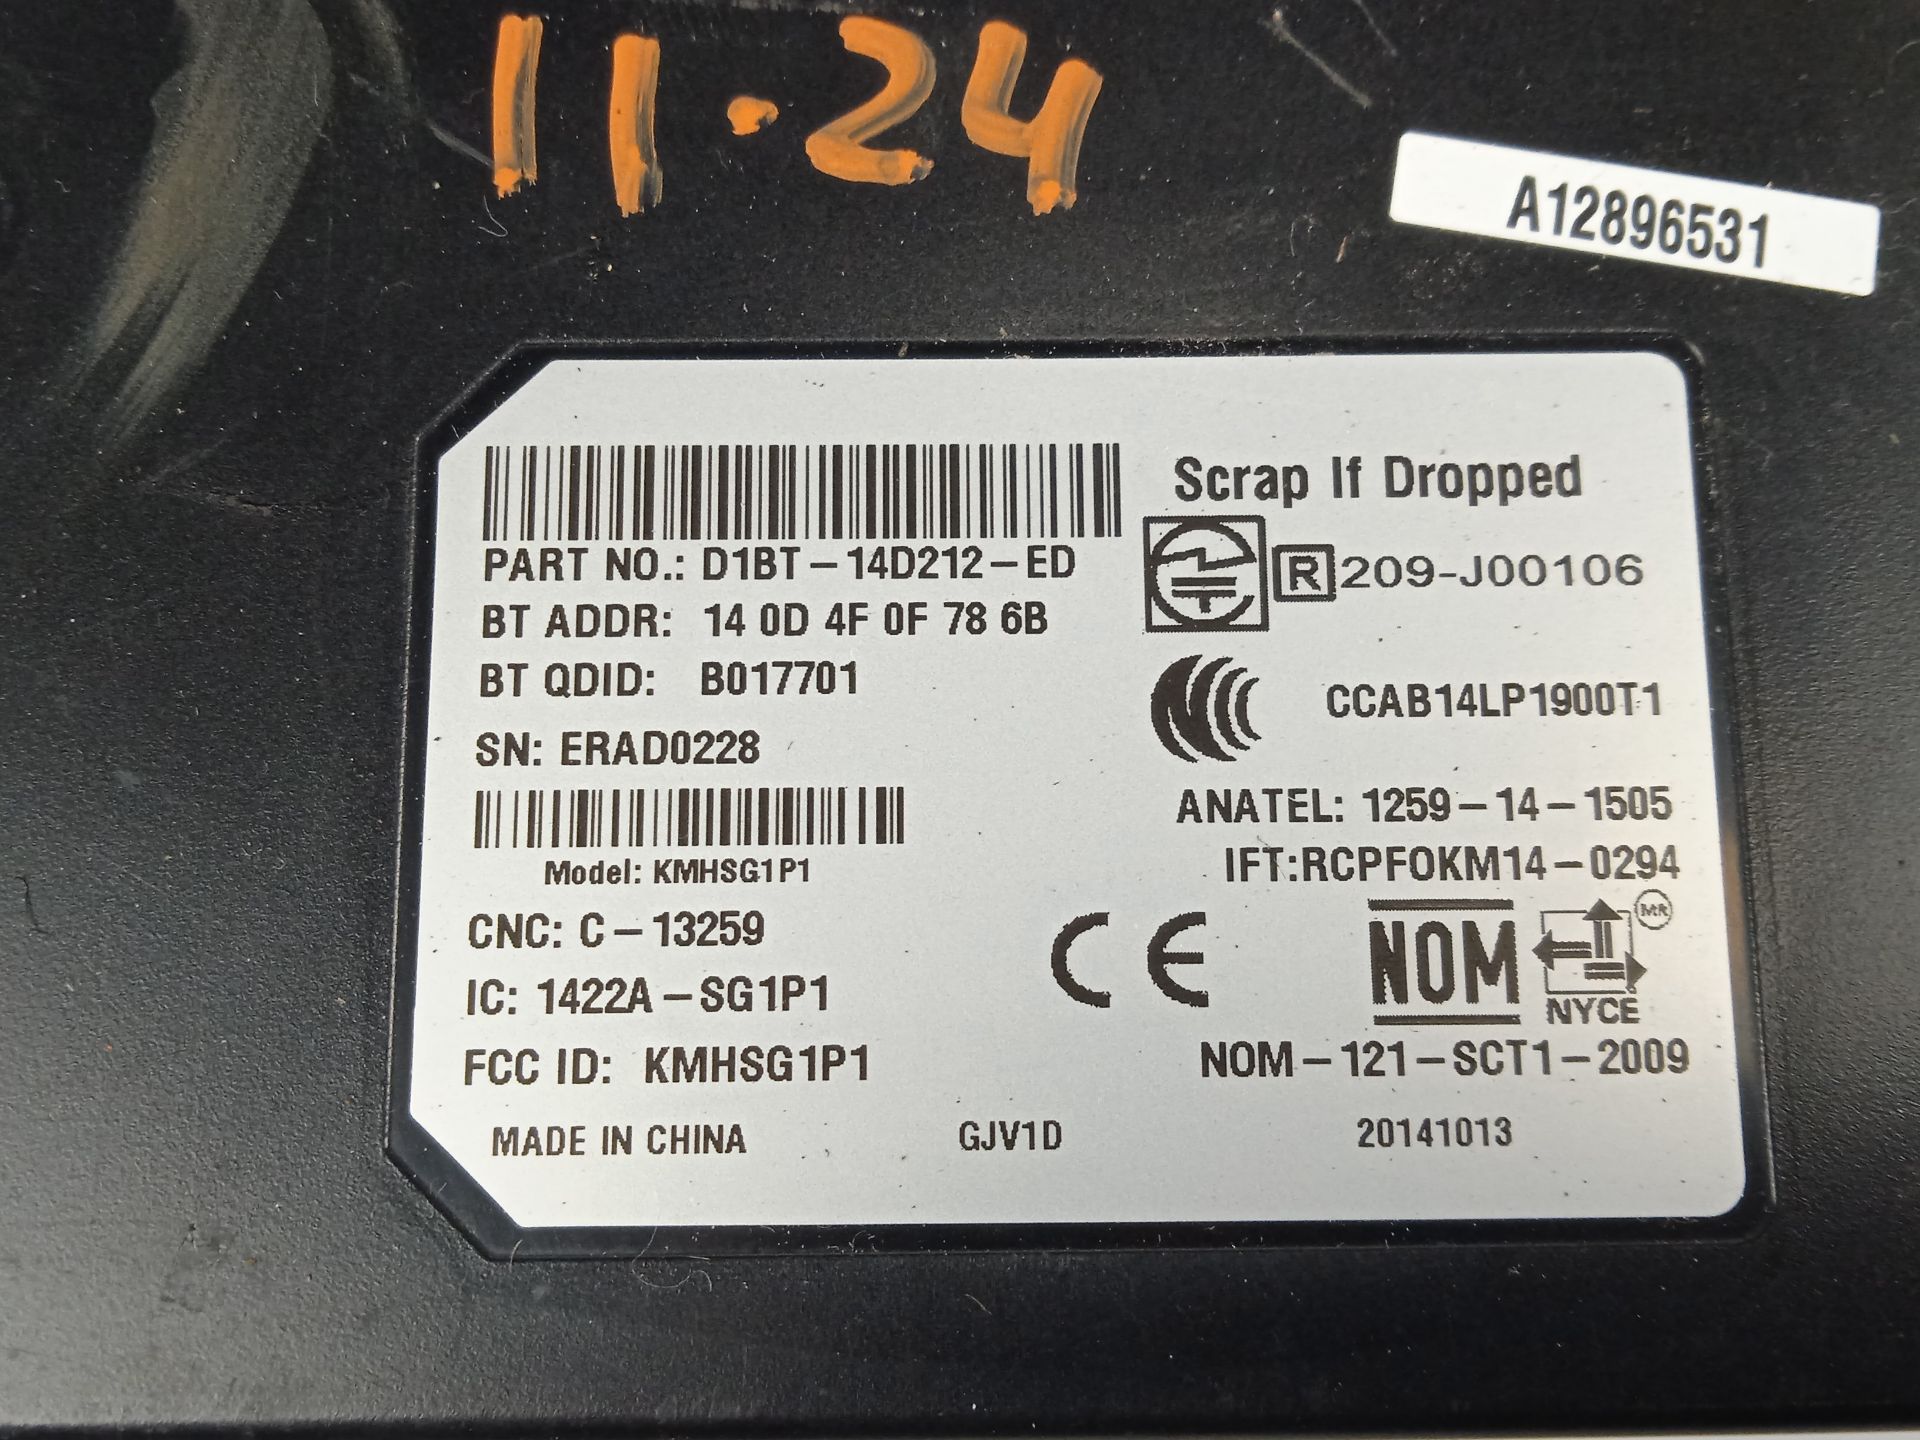 11·24
A12896531
Scrap If Dropped
PART NO.: D1BT-14D212-ED
R 209-J00106
BT ADDR: 14 0D 4F 0F 78 6B
BT QDID: B017701
CCAB14LP1900T1
SN: ERAD0228
ANATEL: 1259-14-1505
Model: KMHSG1P1
IFT:RCPFOKM14-0294
CNC: C-13259
CE
NOM
MR
NYCE
IC: 1422A-SG1P1
FCC ID: KMHSG1P1
NOM-121-SCT1-2009
MADE IN CHINA
GJV1D
20141013